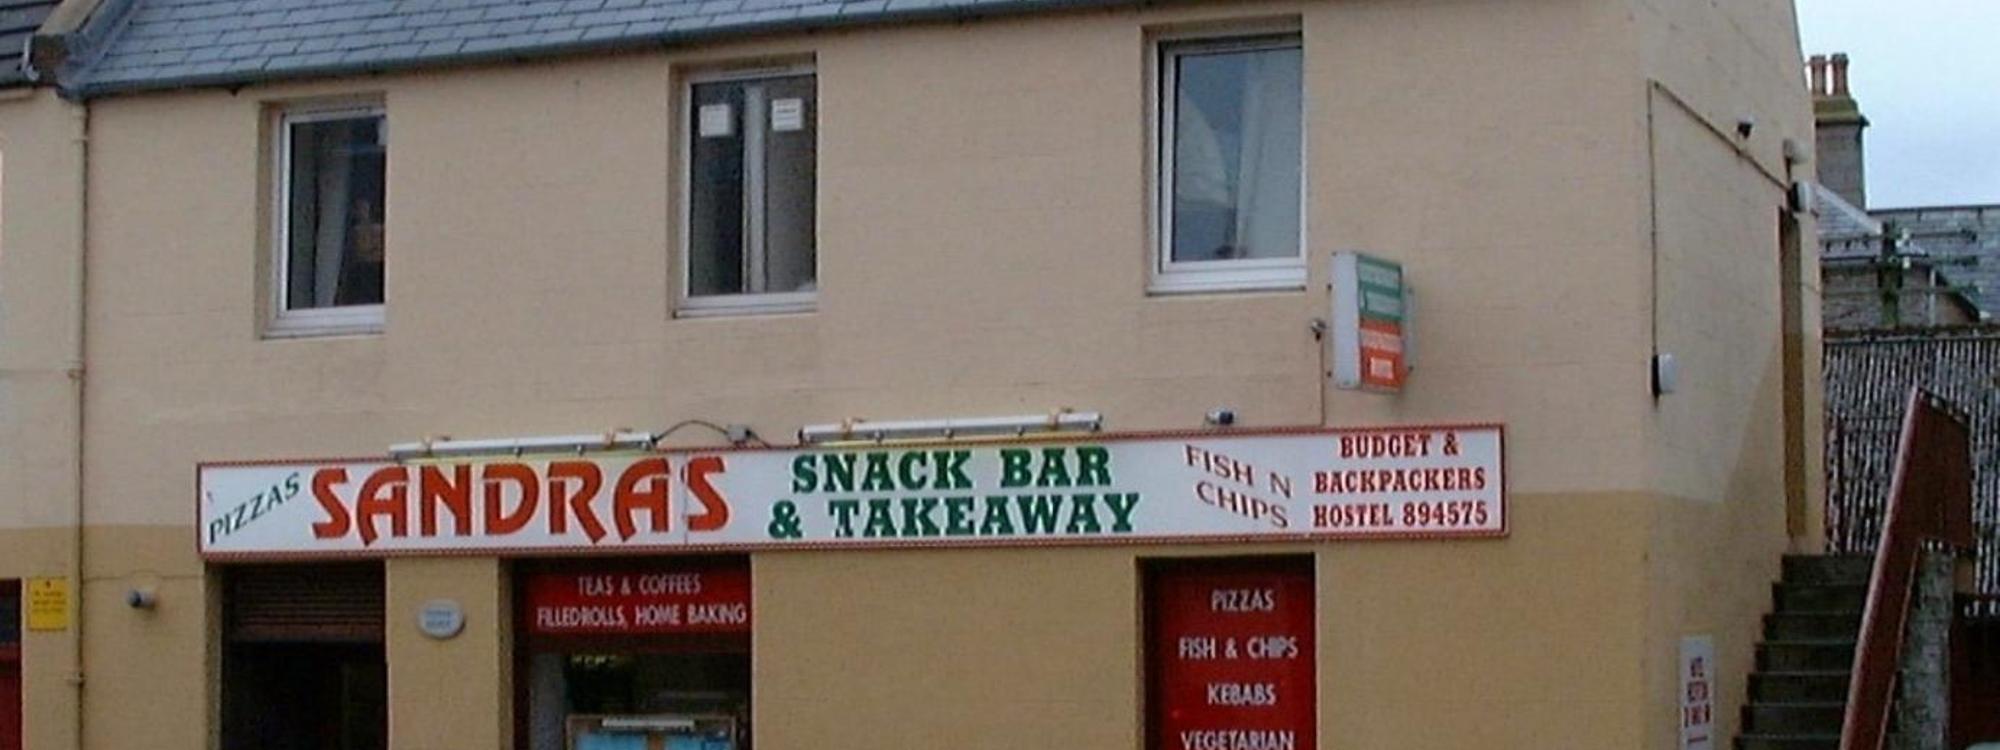 PIZZAS
SANDRA'S
SNACK BAR
& TAKEAWAY
FISH N
CHIPS
BUDGET &
BACKPACKERS
HOSTEL 894575
TEAS & COFFEES
FILLEDROLLS, HOME BAKING
PIZZAS
FISH & CHIPS
KEBABS
VEGETARIAN